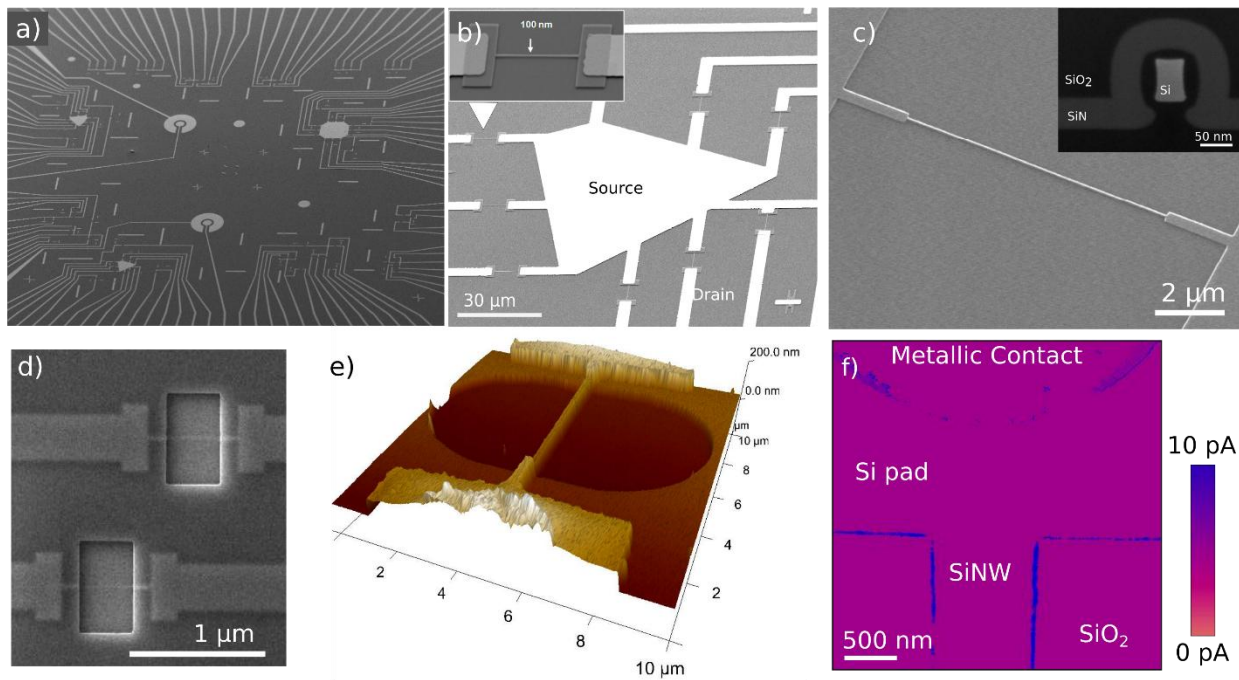 a)
b)
100 nm
Source
Drain
30 µm
c)
SiO₂
SiN
Si
50 nm
2 µm
d)
1 µm
e)
200.0 nm
0.0 nm
µm
10 µm
8
6
4
2
2
4
6
8
10 µm
f)
Metallic Contact
Si pad
SiNW
SiO₂
500 nm
10 pA
0 pA